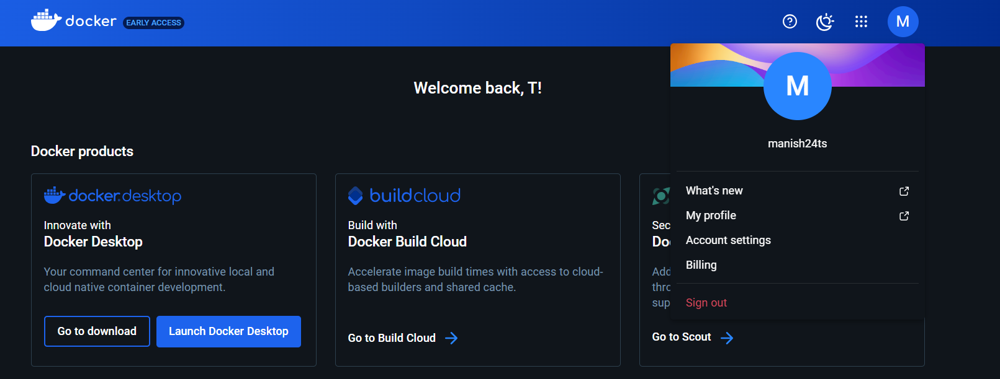 docker EARLY ACCESS
M
Welcome back, T!
M
manish24ts
What's new
My profile
Account settings
Billing
Sign out
Docker products
docker.desktop
Innovate with
Docker Desktop
Your command center for innovative local and
cloud native container development.
Go to download
Launch Docker Desktop
buildcloud
Build with
Docker Build Cloud
Accelerate image build times with access to cloud-
based builders and shared cache.
Go to Build Cloud
Sec
Do
Add
thro
sup
Go to Scout